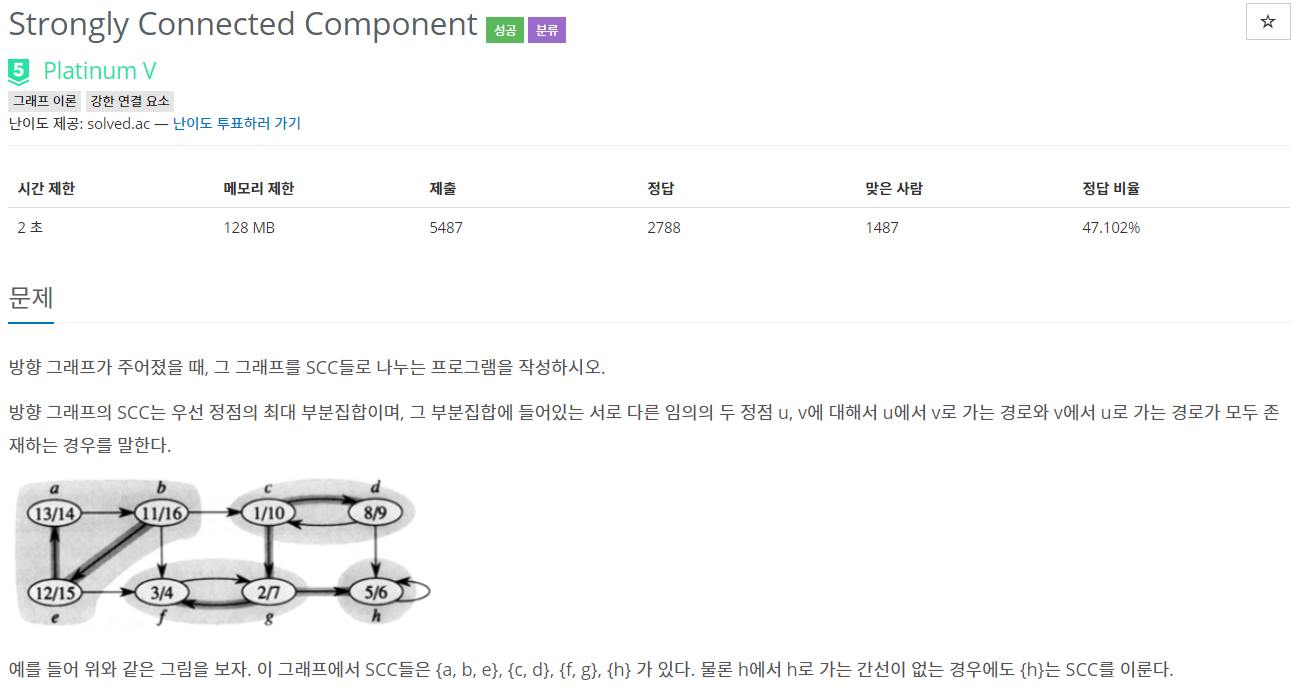 Strongly Connected Component 성공 분류 ☆
5 Platinum V
그래프 이론 강한 연결 요소
난이도 제공: solved.ac — 난이도 투표하러 가기
시간 제한 메모리 제한 제출 정답 맞은 사람 정답 비율
2 초 128 MB 5487 2788 1487 47.102%
문제
방향 그래프가 주어졌을 때, 그 그래프를 SCC들로 나누는 프로그램을 작성하시오.
방향 그래프의 SCC는 우선 정점의 최대 부분집합이며, 그 부분집합에 들어있는 서로 다른 임의의 두 정점 u, v에 대해서 u에서 v로 가는 경로와 v에서 u로 가는 경로가 모두 존
재하는 경우를 말한다.
a b c d
13/14 11/16 1/10 8/9
12/15 3/4 2/7 5/6
e f g h
예를 들어 위와 같은 그림을 보자. 이 그래프에서 SCC들은 {a, b, e}, {c, d}, {f, g}, {h} 가 있다. 물론 h에서 h로 가는 간선이 없는 경우에도 {h}는 SCC를 이룬다.